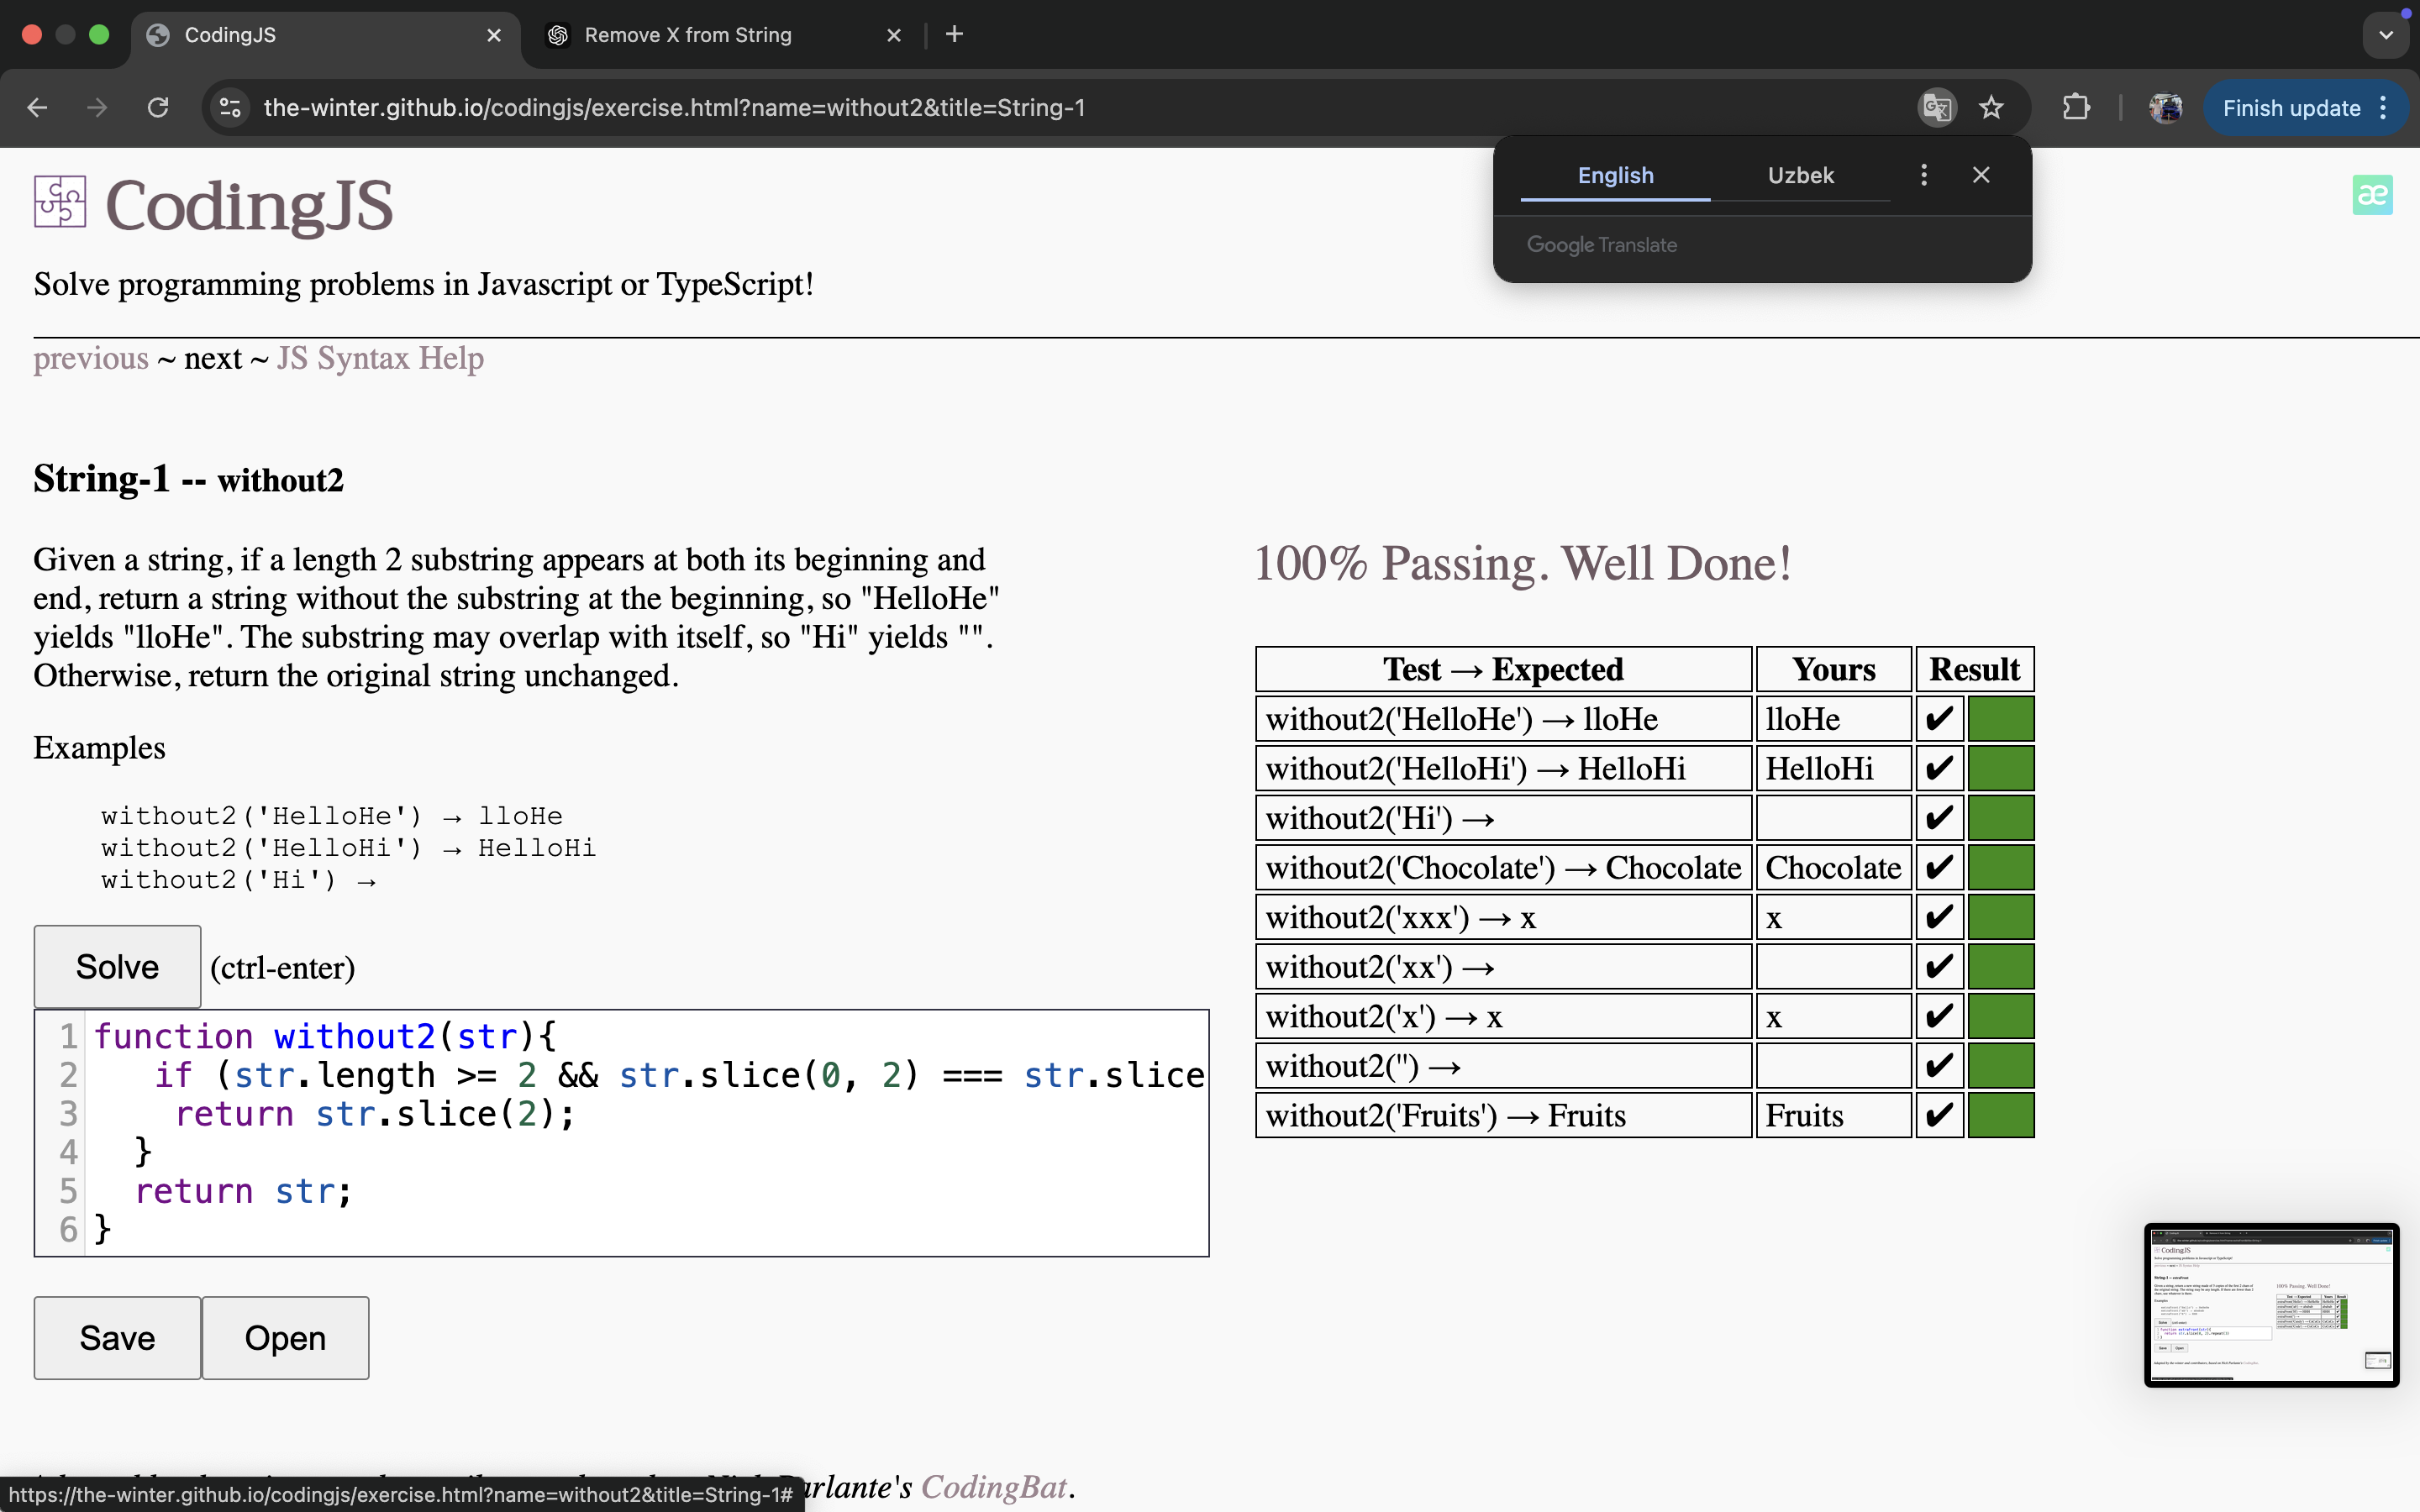 CodingJS
Remove X from String
the-winter.github.io/codingjs/exercise.html?name=without2&title=String-1
Finish update
English Uzbek
Google Translate
æ
CodingJS
Solve programming problems in Javascript or TypeScript!
previous ~ next ~ JS Syntax Help
String-1 -- without2
Given a string, if a length 2 substring appears at both its beginning and
end, return a string without the substring at the beginning, so "HelloHe"
yields "lloHe". The substring may overlap with itself, so "Hi" yields "".
Otherwise, return the original string unchanged.
Examples
without2('HelloHe') → lloHe
without2('HelloHi') → HelloHi
without2('Hi') →
Solve (ctrl-enter)
1 function without2(str){
2 if (str.length >= 2 && str.slice(0, 2) === str.slice
3 return str.slice(2);
4 }
5 return str;
6 }
Save Open
100% Passing. Well Done!
Test → Expected Yours Result
without2('HelloHe') → lloHe lloHe ✔
without2('HelloHi') → HelloHi HelloHi ✔
without2('Hi') → ✔
without2('Chocolate') → Chocolate Chocolate ✔
without2('xxx') → x x ✔
without2('xx') → ✔
without2('x') → x x ✔
without2('') → ✔
without2('Fruits') → Fruits Fruits ✔
arlante's CodingBat.
https://the-winter.github.io/codingjs/exercise.html?name=without2&title=String-1#